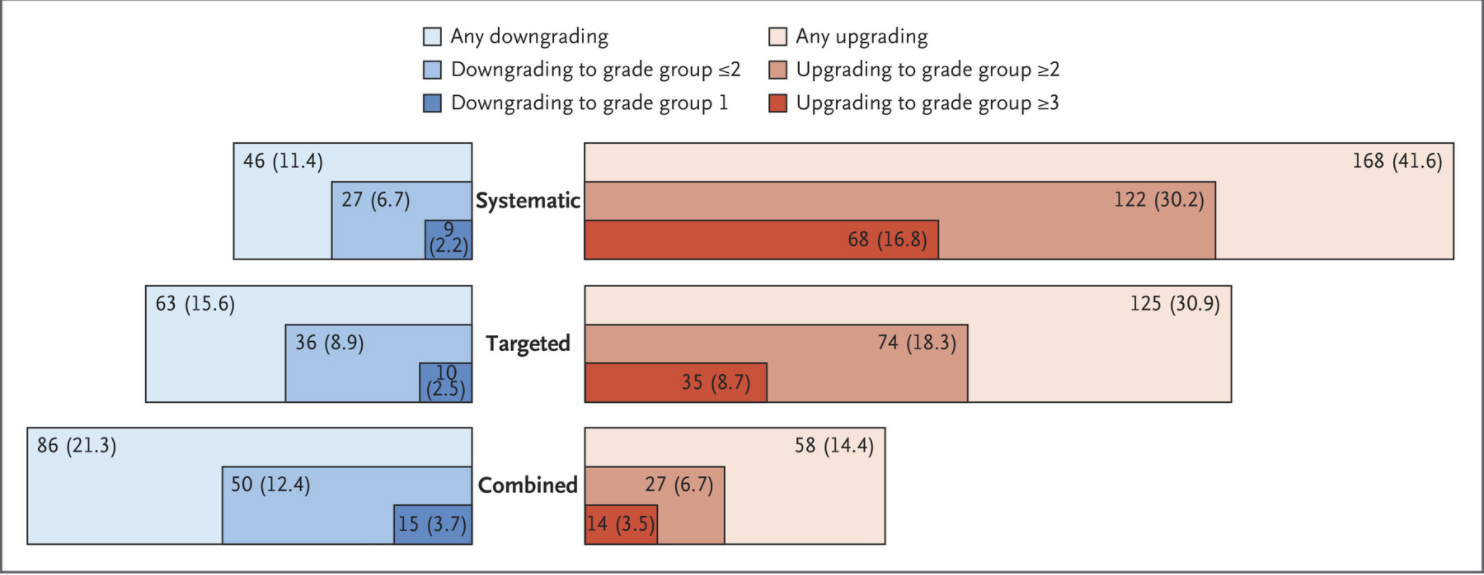 Any downgrading
Any upgrading
Downgrading to grade group ≤2
Upgrading to grade group ≥2
Downgrading to grade group 1
Upgrading to grade group ≥3
46 (11.4)
168 (41.6)
27 (6.7)
Systematic
122 (30.2)
9
(2.2)
68 (16.8)
63 (15.6)
125 (30.9)
36 (8.9)
Targeted
74 (18.3)
10
(2.5)
35 (8.7)
86 (21.3)
58 (14.4)
50 (12.4)
Combined
27 (6.7)
15 (3.7)
14 (3.5)